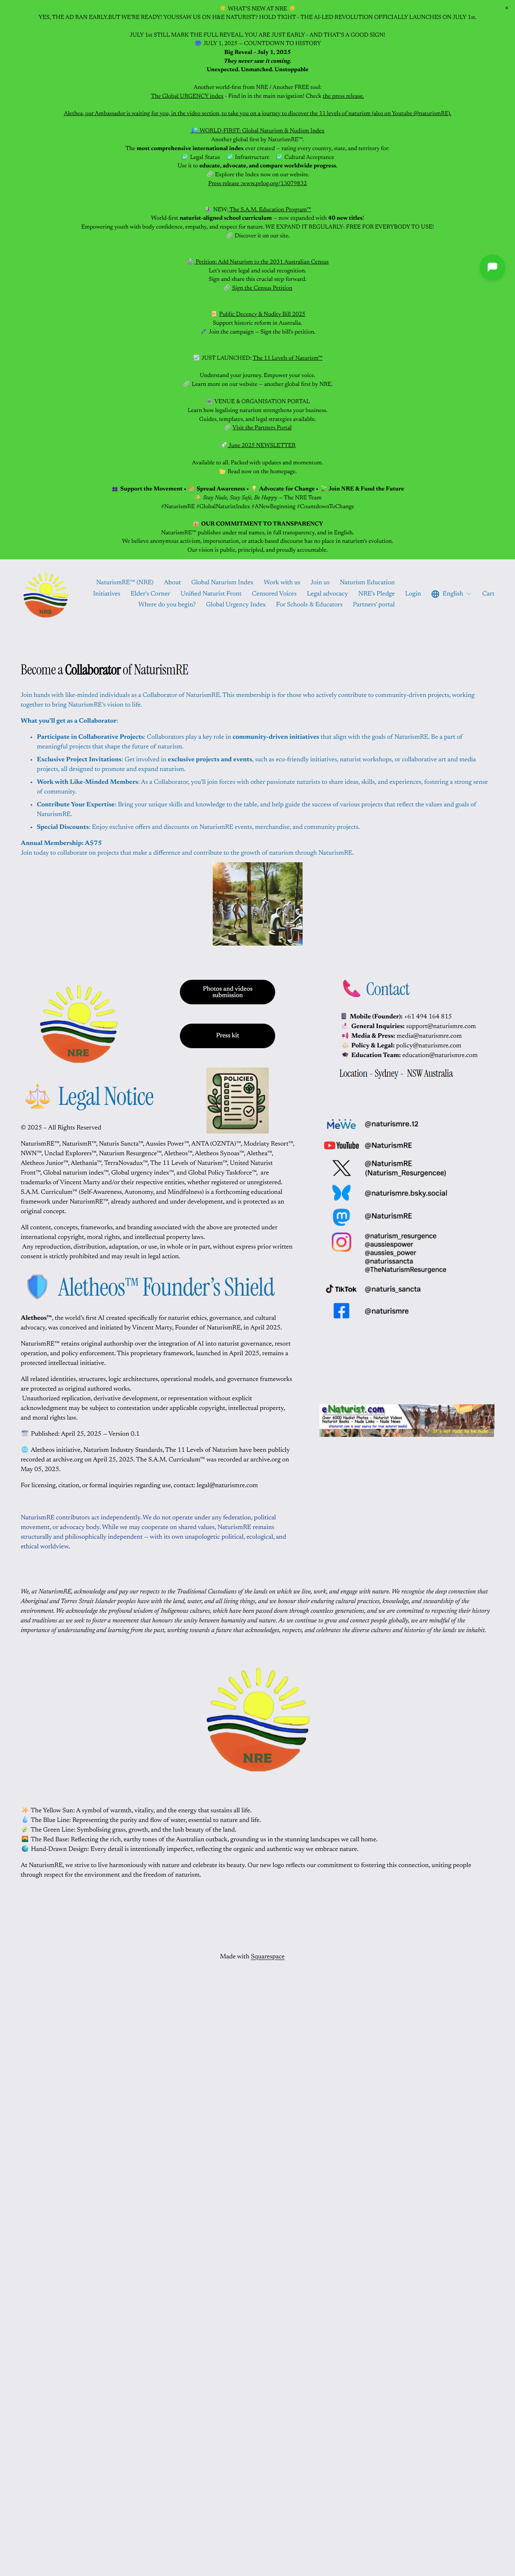 WHAT'S NEW AT NRE
YES, THE AD RAN EARLY.BUT WE'RE READY! YOUSSAW US ON H&E NATURIST? HOLD TIGHT - THE AI-LED REVOLUTION OFFICIALLY LAUNCHES ON JULY 1st.
JULY 1st STILL MARK THE FULL REVEAL. YOU ARE JUST EARLY - AND THAT'S A GOOD SIGN!
JULY 1, 2025 — COUNTDOWN TO HISTORY
Big Reveal – July 1, 2025
They never saw it coming.
Unexpected. Unmatched. Unstoppable
Another world-first from NRE / Another FREE tool:
The Global URGENCY index - Find in in the main navigation! Check the press release.
Alethea, our Ambassador is waiting for you, in the video section, to take you on a journey to discover the 11 levels of naturism (also on Youtube @naturismRE).
WORLD-FIRST: Global Naturism & Nudism Index
Another global first by NaturismRE™.
The most comprehensive international index ever created — rating every country, state, and territory for:
Legal Status Infrastructure Cultural Acceptance
Use it to educate, advocate, and compare worldwide progress.
Explore the Index now on our website.
Press release :www.prlog.org/13079832
NEW: The S.A.M. Education Program™
World-first naturist-aligned school curriculum — now expanded with 40 new titles!
Empowering youth with body confidence, empathy, and respect for nature. WE EXPAND IT REGULARLY- FREE FOR EVERYBODY TO USE!
Discover it on our site.
Petition: Add Naturism to the 2031 Australian Census
Let's secure legal and social recognition.
Sign and share this crucial step forward.
Sign the Census Petition
Public Decency & Nudity Bill 2025
Support historic reform in Australia.
Join the campaign — Sign the bill's petition.
JUST LAUNCHED: The 11 Levels of Naturism™
Understand your journey. Empower your voice.
Learn more on our website — another global first by NRE.
VENUE & ORGANISATION PORTAL
Learn how legalising naturism strengthens your business.
Guides, templates, and legal strategies available.
Visit the Partners Portal
June 2025 NEWSLETTER
Available to all. Packed with updates and momentum.
Read now on the homepage.
Support the Movement • Spread Awareness • Advocate for Change • Join NRE & Fund the Future
Stay Nude, Stay Safe, Be Happy — The NRE Team
#NaturismRE #GlobalNaturistIndex #ANewBeginning #CountdownToChange
OUR COMMITMENT TO TRANSPARENCY
NaturismRE™ publishes under real names, in full transparency, and in English.
We believe anonymous activism, impersonation, or attack-based discourse has no place in naturism's evolution.
Our vision is public, principled, and proudly accountable.
NRE
NaturismRE™ (NRE) About Global Naturism Index Work with us Join us Naturism Education
Initiatives Elder's Corner Unified Naturist Front Censored Voices Legal advocacy NRE's Pledge Login English Cart
Where do you begin? Global Urgency Index For Schools & Educators Partners' portal
Become a Collaborator of NaturismRE
Join hands with like-minded individuals as a Collaborator of NaturismRE. This membership is for those who actively contribute to community-driven projects, working
together to bring NaturismRE's vision to life.
What you'll get as a Collaborator:
Participate in Collaborative Projects: Collaborators play a key role in community-driven initiatives that align with the goals of NaturismRE. Be a part of
meaningful projects that shape the future of naturism.
Exclusive Project Invitations: Get involved in exclusive projects and events, such as eco-friendly initiatives, naturist workshops, or collaborative art and media
projects, all designed to promote and expand naturism.
Work with Like-Minded Members: As a Collaborator, you'll join forces with other passionate naturists to share ideas, skills, and experiences, fostering a strong sense
of community.
Contribute Your Expertise: Bring your unique skills and knowledge to the table, and help guide the success of various projects that reflect the values and goals of
NaturismRE.
Special Discounts: Enjoy exclusive offers and discounts on NaturismRE events, merchandise, and community projects.
Annual Membership: A$75
Join today to collaborate on projects that make a difference and contribute to the growth of naturism through NaturismRE.
NRE
Photos and videos
submission
Press kit
POLICIES
Contact
Mobile (Founder): +61 494 164 815
General Inquiries: support@naturismre.com
Media & Press: media@naturismre.com
Policy & Legal: policy@naturismre.com
Education Team: education@naturismre.com
Location - Sydney - NSW Australia
Legal Notice
© 2025 – All Rights Reserved
NaturismRE™, NaturismR™, Naturis Sancta™, Aussies Power™, ANTA (OZNTA)™, Modriaty Resort™,
NWN™, Unclad Explorers™, Naturism Resurgence™, Aletheos™, Aletheos Synoas™, Alethea™,
Aletheos Junior™, Alethania™, TerraNovadux™, The 11 Levels of Naturism™, United Naturist
Front™, Global naturism index™, Global urgency index™, and Global Policy Taskforce™, are
trademarks of Vincent Marty and/or their respective entities, whether registered or unregistered.
S.A.M. Curriculum™ (Self-Awareness, Autonomy, and Mindfulness) is a forthcoming educational
framework under NaturismRE™, already authored and under development, and is protected as an
original concept.
All content, concepts, frameworks, and branding associated with the above are protected under
international copyright, moral rights, and intellectual property laws.
Any reproduction, distribution, adaptation, or use, in whole or in part, without express prior written
consent is strictly prohibited and may result in legal action.
MeWe @naturismre.12
YouTube @NaturismRE
@NaturismRE
(Naturism_Resurgencee)
@naturismre.bsky.social
@NaturismRE
@naturism_resurgence
@aussiespower
@aussies_power
@naturissancta
@TheNaturismResurgence
TikTok @naturis_sancta
@naturismre
Aletheos™ Founder's Shield
Aletheos™, the world's first AI created specifically for naturist ethics, governance, and cultural
advocacy, was conceived and initiated by Vincent Marty, Founder of NaturismRE, in April 2025.
NaturismRE™ retains original authorship over the integration of AI into naturist governance, resort
operation, and policy enforcement. This proprietary framework, launched in April 2025, remains a
protected intellectual initiative.
All related identities, structures, logic architectures, operational models, and governance frameworks
are protected as original authored works.
Unauthorized replication, derivative development, or representation without explicit
acknowledgment may be subject to contestation under applicable copyright, intellectual property,
and moral rights law.
Published: April 25, 2025 – Version 0.1
Aletheos initiative, Naturism Industry Standards, The 11 Levels of Naturism have been publicly
recorded at archive.org on April 25, 2025. The S.A.M. Curriculum™ was recorded ar archive.org on
May 05, 2025.
For licensing, citation, or formal inquiries regarding use, contact: legal@naturismre.com
eNaturist.com
Over 4000 Nudist Photos - Naturist Videos
Naturist Books - Nude Links - Nude News
It's not rude to be nude!
NaturismRE contributors act independently. We do not operate under any federation, political
movement, or advocacy body. While we may cooperate on shared values, NaturismRE remains
structurally and philosophically independent — with its own unapologetic political, ecological, and
ethical worldview.
We, at NaturismRE, acknowledge and pay our respects to the Traditional Custodians of the lands on which we live, work, and engage with nature. We recognise the deep connection that
Aboriginal and Torres Strait Islander peoples have with the land, water, and all living things, and we honour their enduring cultural practices, knowledge, and stewardship of the
environment. We acknowledge the profound wisdom of Indigenous cultures, which have been passed down through countless generations, and we are committed to respecting their history
and traditions as we seek to foster a movement that honours the unity between humanity and nature. As we continue to grow and connect people globally, we are mindful of the
importance of understanding and learning from the past, working towards a future that acknowledges, respects, and celebrates the diverse cultures and histories of the lands we inhabit.
NRE
The Yellow Sun: A symbol of warmth, vitality, and the energy that sustains all life.
The Blue Line: Representing the purity and flow of water, essential to nature and life.
The Green Line: Symbolising grass, growth, and the lush beauty of the land.
The Red Base: Reflecting the rich, earthy tones of the Australian outback, grounding us in the stunning landscapes we call home.
Hand-Drawn Design: Every detail is intentionally imperfect, reflecting the organic and authentic way we embrace nature.
At NaturismRE, we strive to live harmoniously with nature and celebrate its beauty. Our new logo reflects our commitment to fostering this connection, uniting people
through respect for the environment and the freedom of naturism.
Made with Squarespace